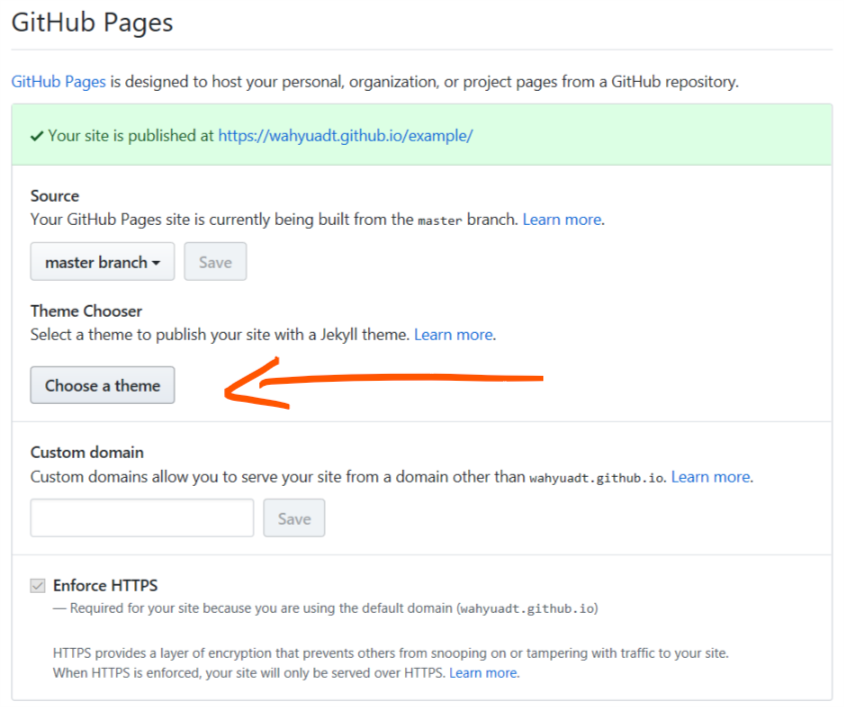 GitHub Pages
GitHub Pages is designed to host your personal, organization, or project pages from a GitHub repository.
✓ Your site is published at https://wahyuadt.github.io/example/
Source
Your GitHub Pages site is currently being built from the master branch. Learn more.
master branch
Save
Theme Chooser
Select a theme to publish your site with a Jekyll theme. Learn more.
Choose a theme
Custom domain
Custom domains allow you to serve your site from a domain other than wahyuadt.github.io. Learn more.
Save
Enforce HTTPS
— Required for your site because you are using the default domain (wahyuadt.github.io)
HTTPS provides a layer of encryption that prevents others from snooping on or tampering with traffic to your site.
When HTTPS is enforced, your site will only be served over HTTPS. Learn more.